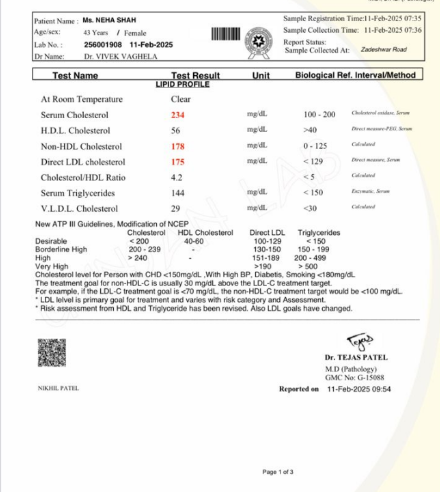 Patient Name : Ms. NEHA SHAH
Age/sex: 43 Years / Female
Lab No. : 256001908 11-Feb-2025
Dr Name: Dr. VIVEK VAGHELA
Sample Registration Time:11-Feb-2025 07:35
Sample Collection Time: 11-Feb-2025 07:36
Report Status:
Sample Collected At: Zadeshwar Road
Test Name Test Result Unit Biological Ref. Interval/Method
LIPID PROFILE
At Room Temperature Clear
Serum Cholesterol 234 mg/dL 100 - 200 Cholesterol oxidase, Serum
H.D.L. Cholesterol 56 mg/dL >40 Direct measure-PEG, Serum
Non-HDL Cholesterol 178 mg/dL 0 - 125 Calculated
Direct LDL cholesterol 175 mg/dL < 129 Direct measure, Serum
Cholesterol/HDL Ratio 4.2 < 5 Calculated
Serum Triglycerides 144 mg/dL < 150 Enzymatic, Serum
V.L.D.L. Cholesterol 29 mg/dL <30 Calculated
New ATP III Guidelines, Modification of NCEP
Cholesterol HDL Cholesterol Direct LDL Triglycerides
Desirable < 200 40-60 100-129 < 150
Borderline High 200 - 239 - 130-150 150 - 199
High > 240 - 151-189 200 - 499
Very High >190 > 500
Cholesterol level for Person with CHD <150mg/dL ,With High BP, Diabetis, Smoking <180mg/dL
The treatment goal for non-HDL-C is usually 30 mg/dL above the LDL-C treatment target.
For example, if the LDL-C treatment goal is <70 mg/dL, the non-HDL-C treatment target would be <100 mg/dL.
* LDL lelvel is primary goal for treatment and varies with risk category and Assessment.
* Risk assessment from HDL and Triglyceride has been revised. Also LDL goals have changed.
Tejas
Dr. TEJAS PATEL
M.D (Pathology)
GMC No: G-15088
NIKHIL PATEL
Reported on 11-Feb-2025 09:54
Page 1 of 3